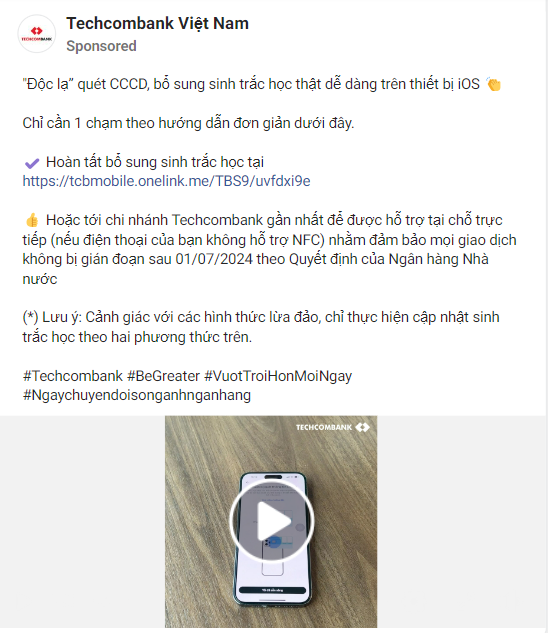 TECHCOMBANK
Techcombank Việt Nam
Sponsored
"Độc lạ” quét CCCD, bổ sung sinh trắc học thật dễ dàng trên thiết bị iOS 👏
Chỉ cần 1 chạm theo hướng dẫn đơn giản dưới đây.
✔ Hoàn tất bổ sung sinh trắc học tại
https://tcbmobile.onelink.me/TBS9/uvfdxi9e
👍 Hoặc tới chi nhánh Techcombank gần nhất để được hỗ trợ tại chỗ trực
tiếp (nếu điện thoại của bạn không hỗ trợ NFC) nhằm đảm bảo mọi giao dịch
không bị gián đoạn sau 01/07/2024 theo Quyết định của Ngân hàng Nhà
nước
(*) Lưu ý: Cảnh giác với các hình thức lừa đảo, chỉ thực hiện cập nhật sinh
trắc học theo hai phương thức trên.
#Techcombank #BeGreater #VuotTroiHonMoiNgay
#Ngaychuyendoisonganhnganhang
TECHCOMBANK